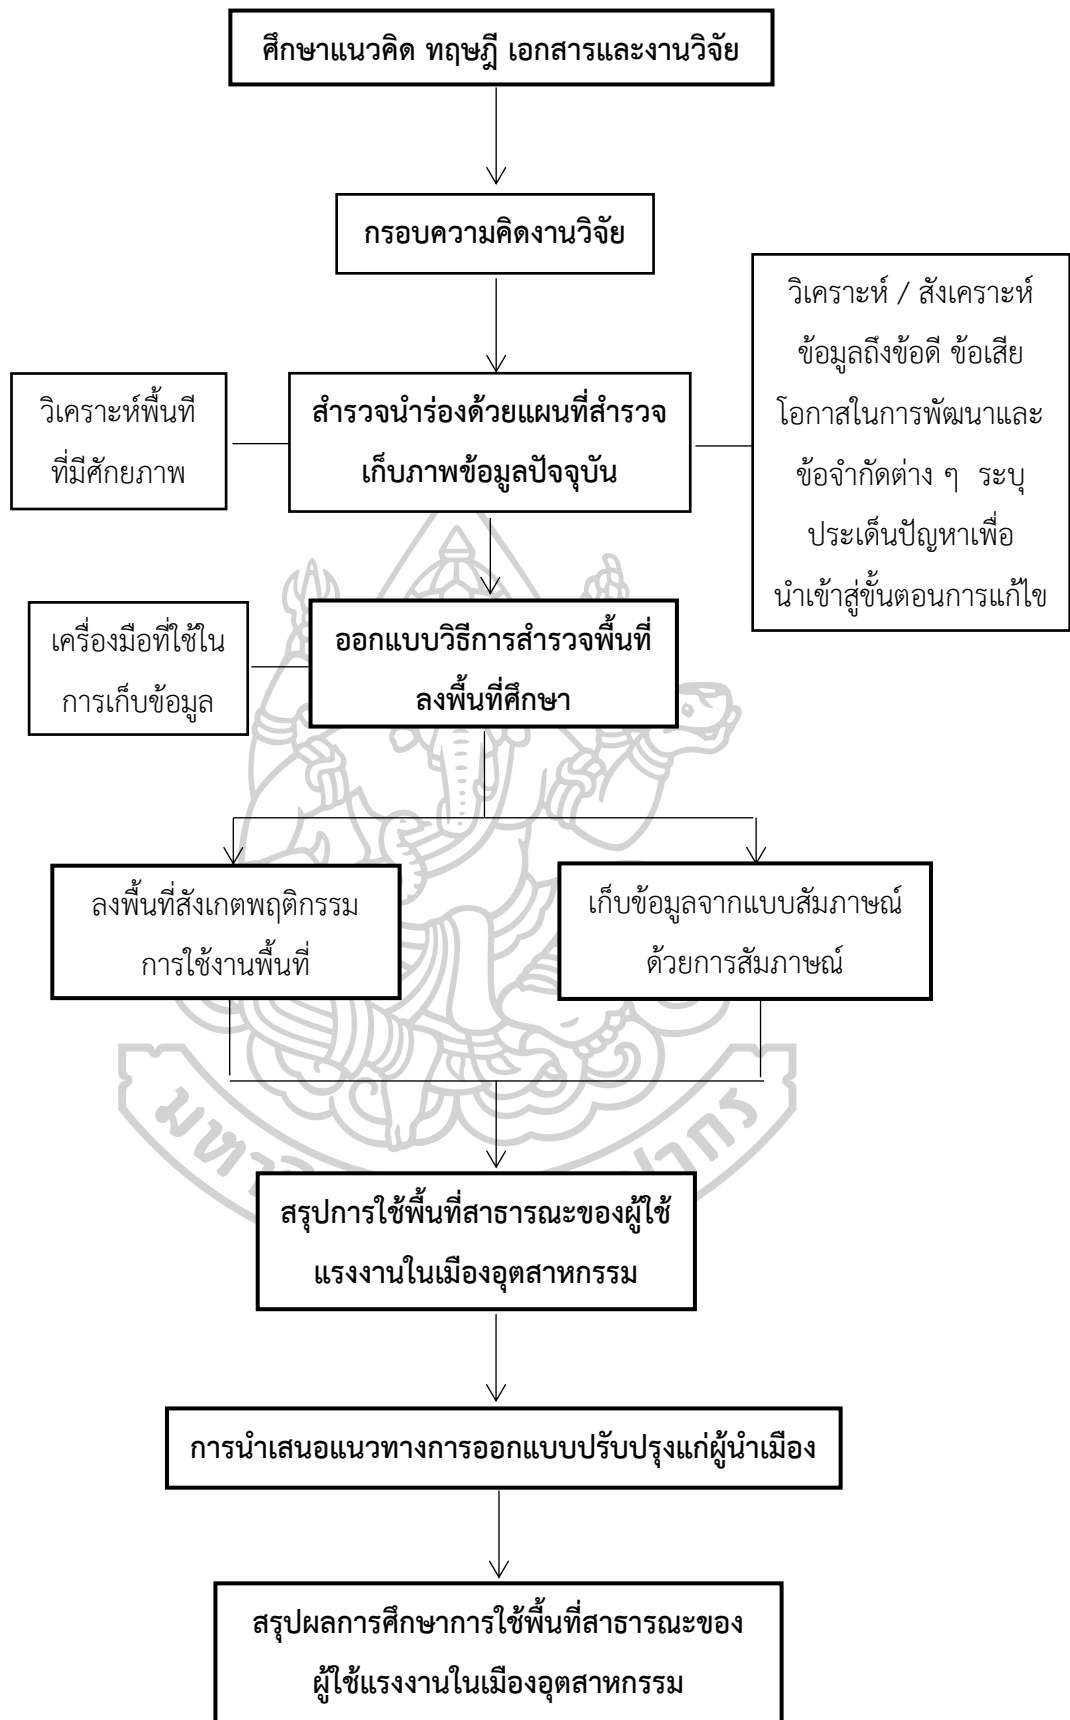 ศึกษาแนวคิด ทฤษฎี เอกสารและงานวิจัย
กรอบความคิดงานวิจัย
วิเคราะห์ / สังเคราะห์
ข้อมูลถึงข้อดี ข้อเสีย
โอกาสในการพัฒนาและ
ข้อจำกัดต่าง ๆ ระบุ
ประเด็นปัญหาเพื่อ
นำเข้าสู่ขั้นตอนการแก้ไข
วิเคราะห์พื้นที
ที่มีศักยภาพ
สำรวจนำร่องด้วยแผนที่สำรวจ
เก็บภาพข้อมูลปัจจุบัน
เครื่องมือที่ใช้ใน
การเก็บข้อมูล
ออกแบบวิธีการสำรวจพื้นที่
ลงพื้นที่ศึกษา
ลงพื้นที่สังเกตพฤติกรรม
การใช้งานพื้นที่
เก็บข้อมูลจากแบบสัมภาษณ์
ด้วยการสัมภาษณ์
สรุปการใช้พื้นที่สาธารณะของผู้ใช้
แรงงานในเมืองอุตสาหกรรม
การนำเสนอแนวทางการออกแบบปรับปรุงแก่ผู้นำเมือง
สรุปผลการศึกษาการใช้พื้นที่สาธารณะของ
ผู้ใช้แรงงานในเมืองอุตสาหกรรม